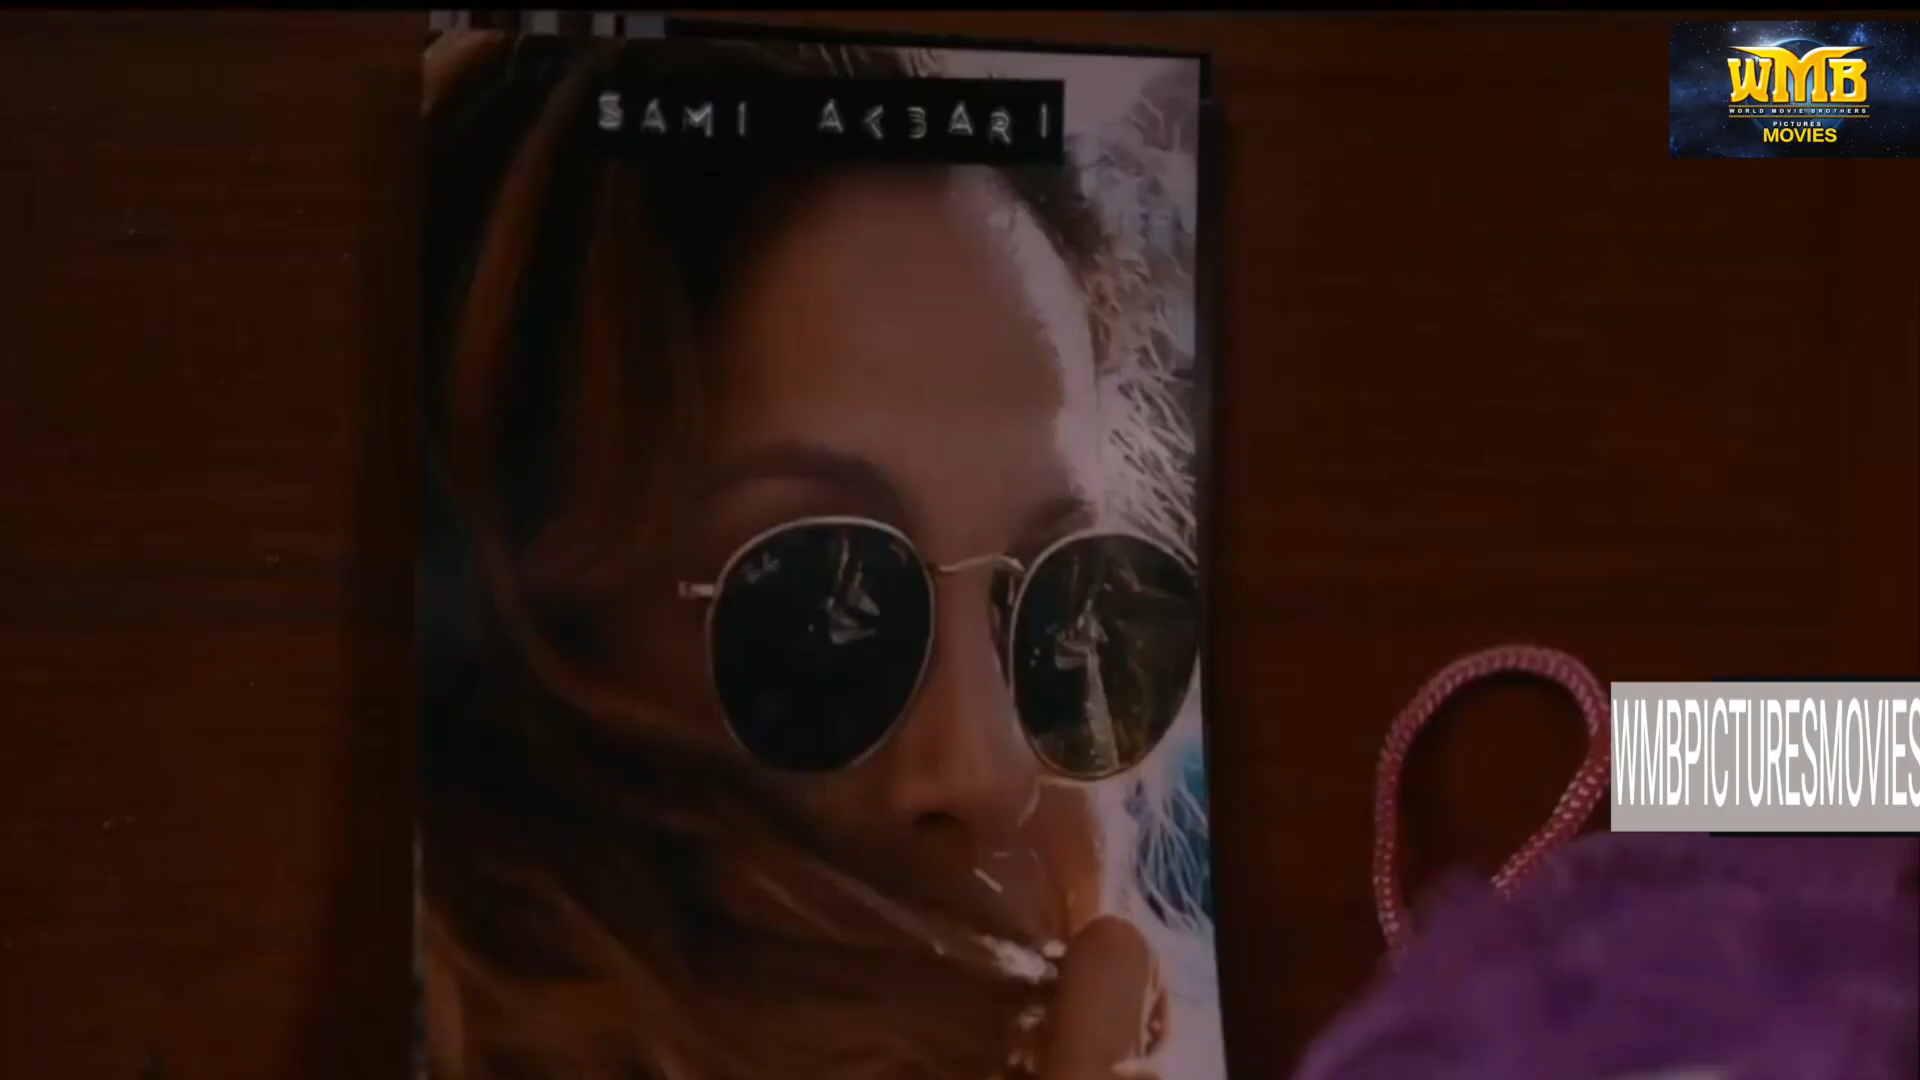 SAMI AKBARI
WMB
WORLD MOVIE BROTHERS
PICTURES
MOVIES
WMBPICTURESMOVIES